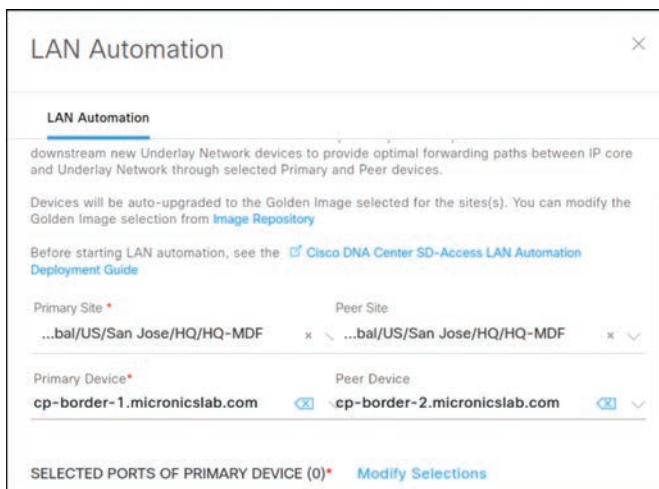 LAN Automation
LAN Automation
downstream new Underlay Network devices to provide optimal forwarding paths between IP core
and Underlay Network through selected Primary and Peer devices.
Devices will be auto-upgraded to the Golden Image selected for the sites(s). You can modify the
Golden Image selection from Image Repository
Before starting LAN automation, see the Cisco DNA Center SD-Access LAN Automation
Deployment Guide
Primary Site * Peer Site
...bal/US/San Jose/HQ/HQ-MDF ...bal/US/San Jose/HQ/HQ-MDF
Primary Device* Peer Device
cp-border-1.micronicslab.com cp-border-2.micronicslab.com
SELECTED PORTS OF PRIMARY DEVICE (0)* Modify Selections